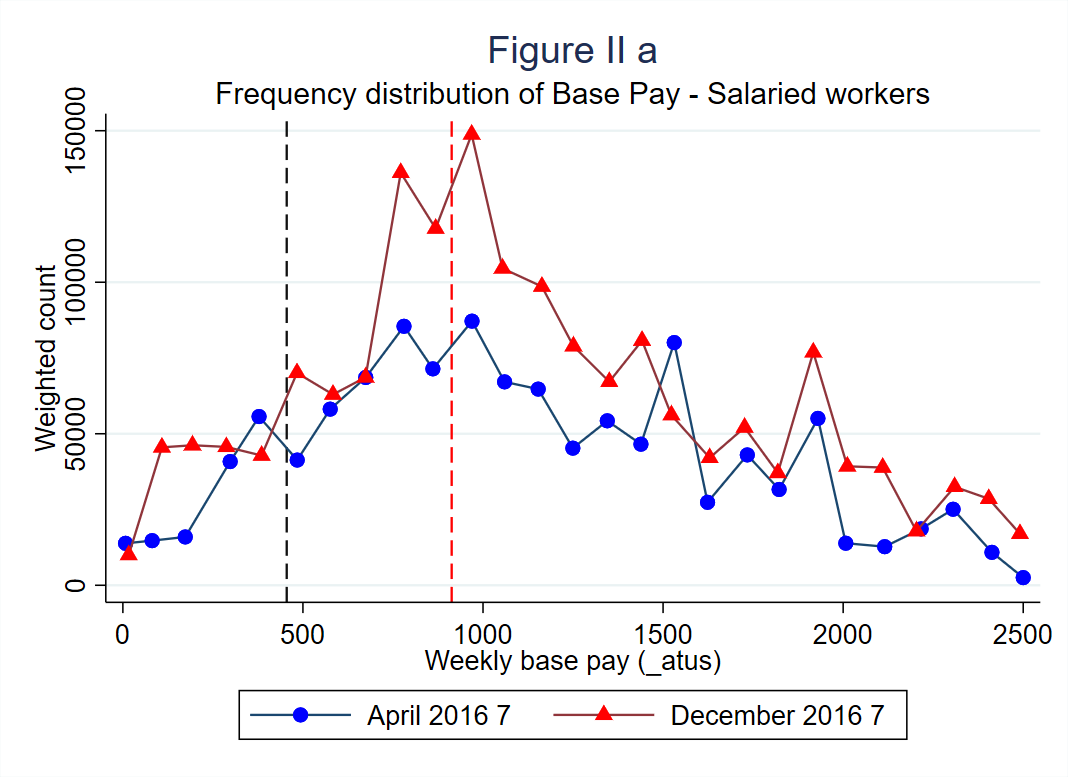 Figure II a
Frequency distribution of Base Pay - Salaried workers
Weighted count
150000
100000
50000
0
0 500 1000 1500 2000 2500
Weekly base pay (_atus)
April 2016 7 December 2016 7